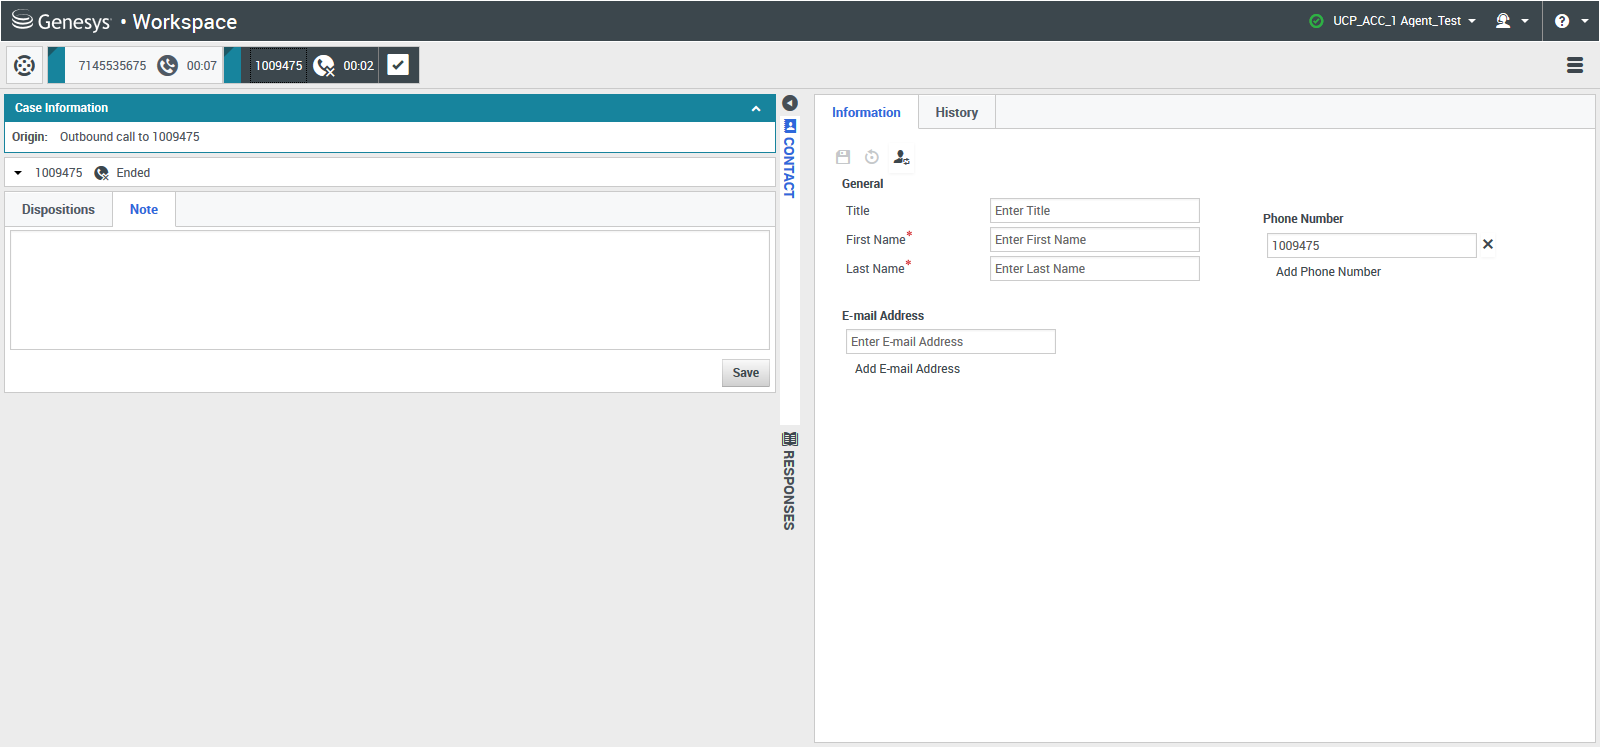 Genesys • Workspace
UCP_ACC_1 Agent_Test
7145535675 00:07 1009475 00:02
Case Information
Origin: Outbound call to 1009475
1009475 Ended
Dispositions Note
Save
CONTACT
RESPONSES
Information History
General
Title Enter Title
First Name* Enter First Name
Last Name* Enter Last Name
Phone Number
1009475
Add Phone Number
E-mail Address
Enter E-mail Address
Add E-mail Address